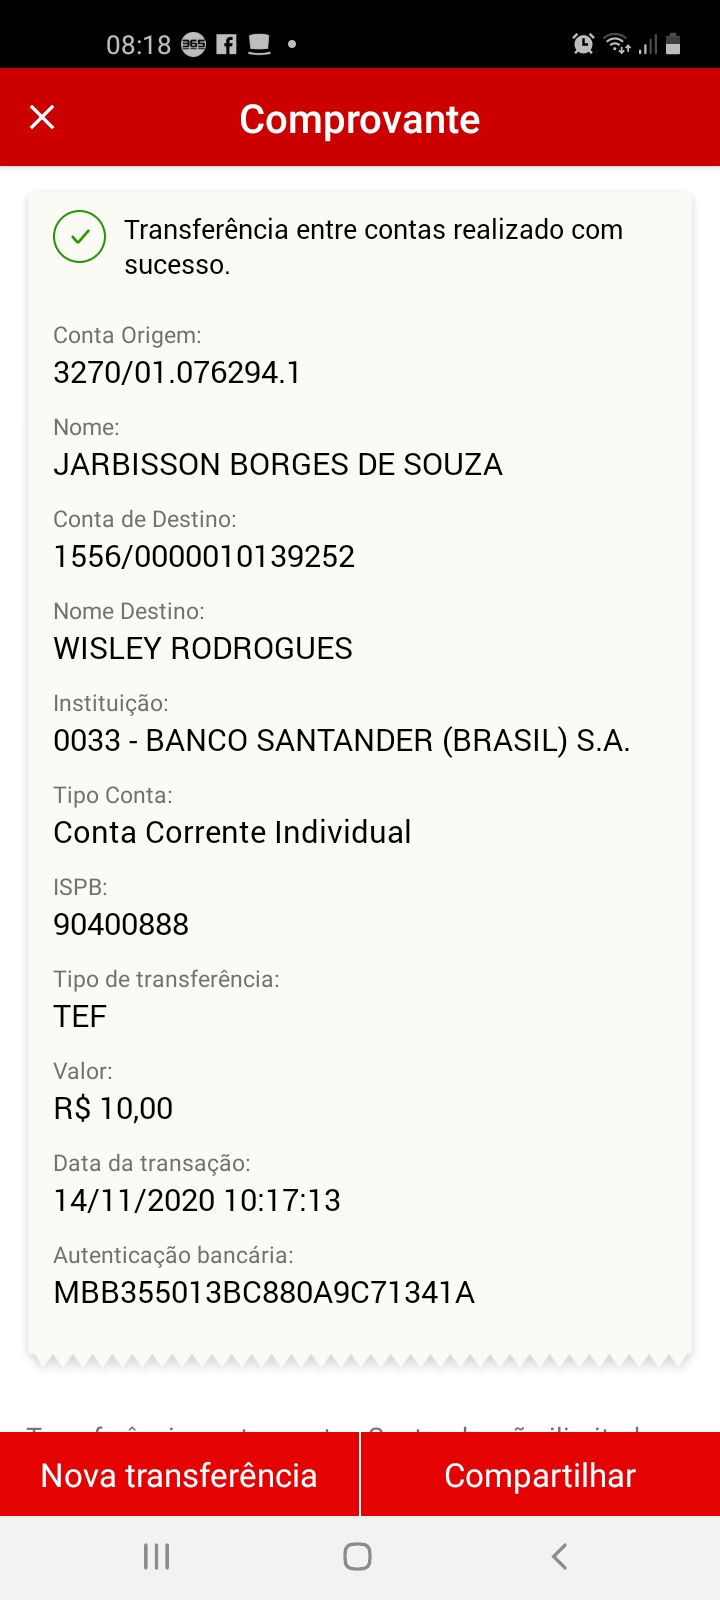 08:18 365
Comprovante
Transferência entre contas realizado com
sucesso.
Conta Origem:
3270/01.076294.1
Nome:
JARBISSON BORGES DE SOUZA
Conta de Destino:
1556/0000010139252
Nome Destino:
WISLEY RODROGUES
Instituição:
0033 - BANCO SANTANDER (BRASIL) S.A.
Tipo Conta:
Conta Corrente Individual
ISPB:
90400888
Tipo de transferência:
TEF
Valor:
R$ 10,00
Data da transação:
14/11/2020 10:17:13
Autenticação bancária:
MBB355013BC880A9C71341A
Nova transferência
Compartilhar